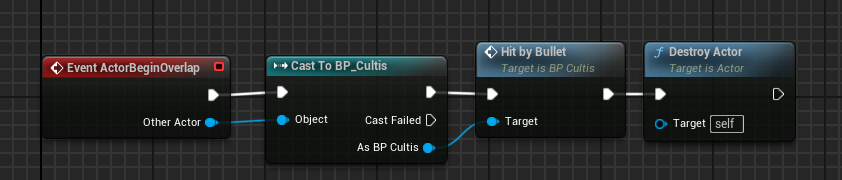 Event ActorBeginOverlap
Other Actor
Cast To BP_Cultis
Object
Cast Failed
As BP Cultis
Hit by Bullet
Target is BP Cultis
Target
f Destroy Actor
Target is Actor
Target self